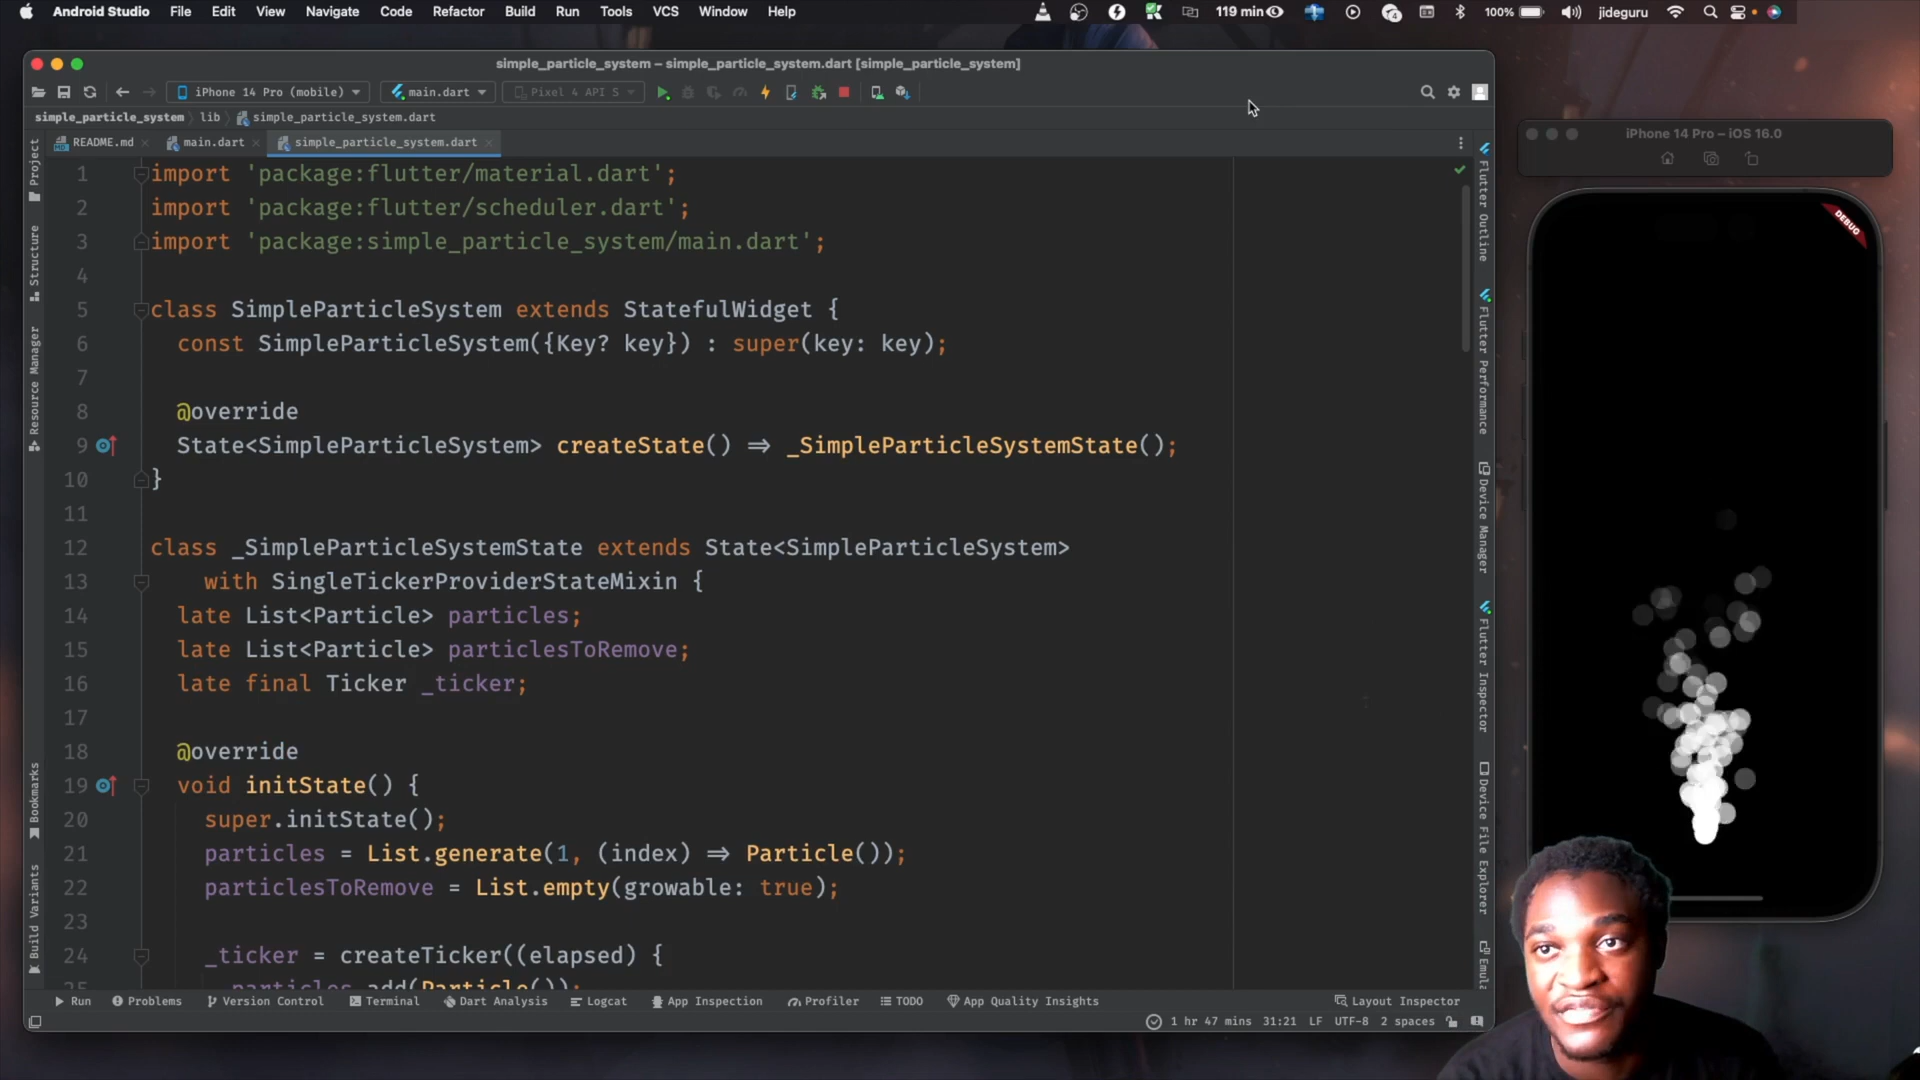 Android Studio File Edit View Navigate Code Refactor Build Run Tools VCS Window Help 119 min 4 100% jideguru
simple_particle_system – simple_particle_system.dart [simple_particle_system]
iPhone 14 Pro (mobile) main.dart Pixel 4 API S
simple_particle_system lib simple_particle_system.dart
README.md main.dart simple_particle_system.dart
1 import 'package:flutter/material.dart';
2 import 'package:flutter/scheduler.dart';
3 import 'package:simple_particle_system/main.dart';
4
5 class SimpleParticleSystem extends StatefulWidget {
6 const SimpleParticleSystem({Key? key}) : super(key: key);
7
8 @override
9 State<SimpleParticleSystem> createState() => _SimpleParticleSystemState();
10 }
11
12 class _SimpleParticleSystemState extends State<SimpleParticleSystem>
13 with SingleTickerProviderStateMixin {
14 late List<Particle> particles;
15 late List<Particle> particlesToRemove;
16 late final Ticker _ticker;
17
18 @override
19 void initState() {
20 super.initState();
21 particles = List.generate(1, (index) => Particle());
22 particlesToRemove = List.empty(growable: true);
23
24 _ticker = createTicker((elapsed) {
25 particles.add(Particle());
Project
Structure
Resource Manager
Bookmarks
Build Variants
Flutter Outline
Flutter Performance
Device Manager
Flutter Inspector
Device File Explorer
Emula
iPhone 14 Pro – iOS 16.0
DEBUG
Run Problems Version Control Terminal Dart Analysis Logcat App Inspection Profiler TODO App Quality Insights Layout Inspector
1 hr 47 mins 31:21 LF UTF-8 2 spaces